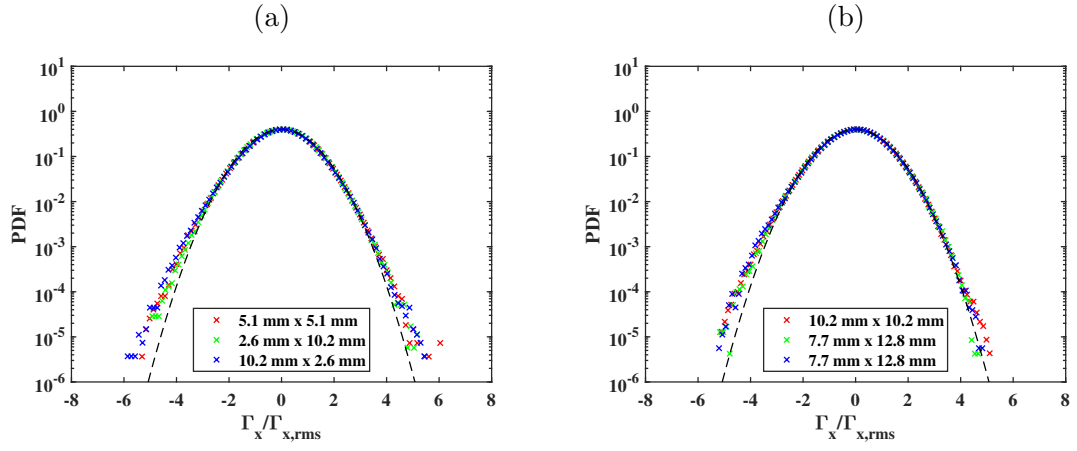 (a)
(b)
10^1
10^0
10^-1
10^-2
10^-3
10^-4
10^-5
10^-6
PDF
-8 -6 -4 -2 0 2 4 6 8
Γ_x/Γ_x,rms
5.1 mm x 5.1 mm
2.6 mm x 10.2 mm
10.2 mm x 2.6 mm
10^1
10^0
10^-1
10^-2
10^-3
10^-4
10^-5
10^-6
PDF
-8 -6 -4 -2 0 2 4 6 8
Γ_x/Γ_x,rms
10.2 mm x 10.2 mm
7.7 mm x 12.8 mm
7.7 mm x 12.8 mm